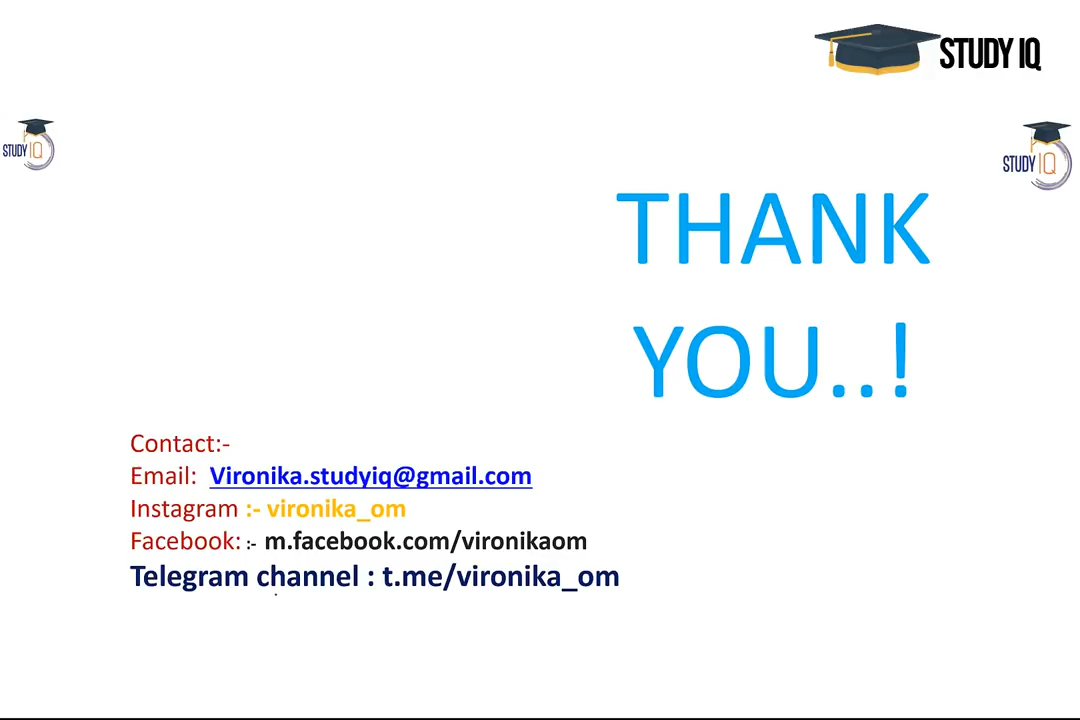 STUDY IQ
STUDY IQ
STUDY IQ
THANK
YOU..!
Contact:-
Email: Vironika.studyiq@gmail.com
Instagram :- vironika_om
Facebook: :- m.facebook.com/vironikaom
Telegram channel : t.me/vironika_om